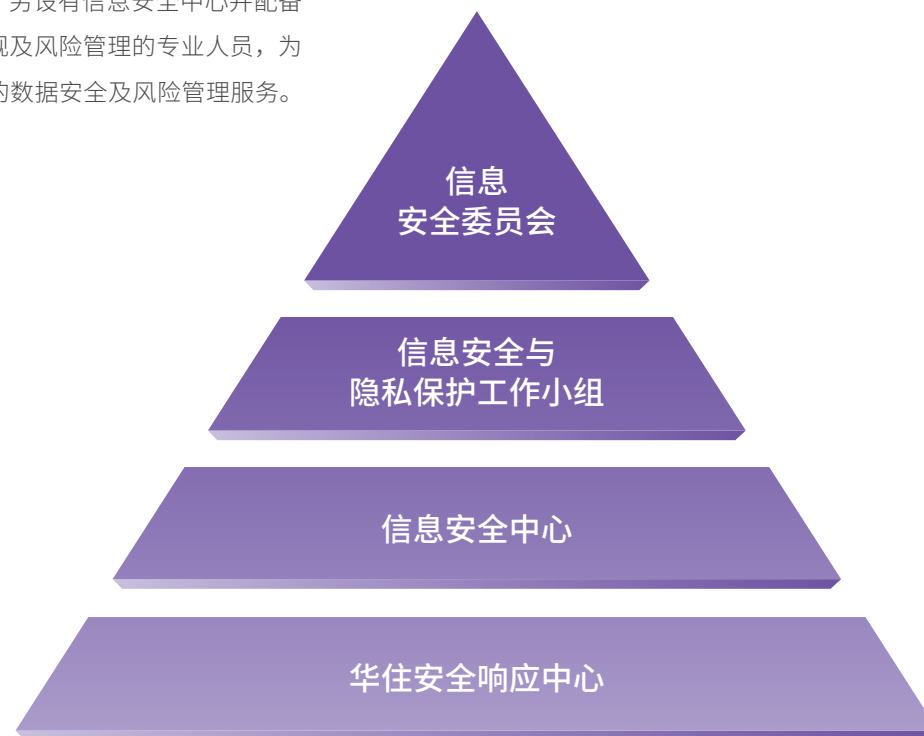 另设有信息安全中心并配备
规及风险管理的专业人员，为
的数据安全及风险管理服务。
信息
安全委员会
信息安全与
隐私保护工作小组
信息安全中心
华住安全响应中心